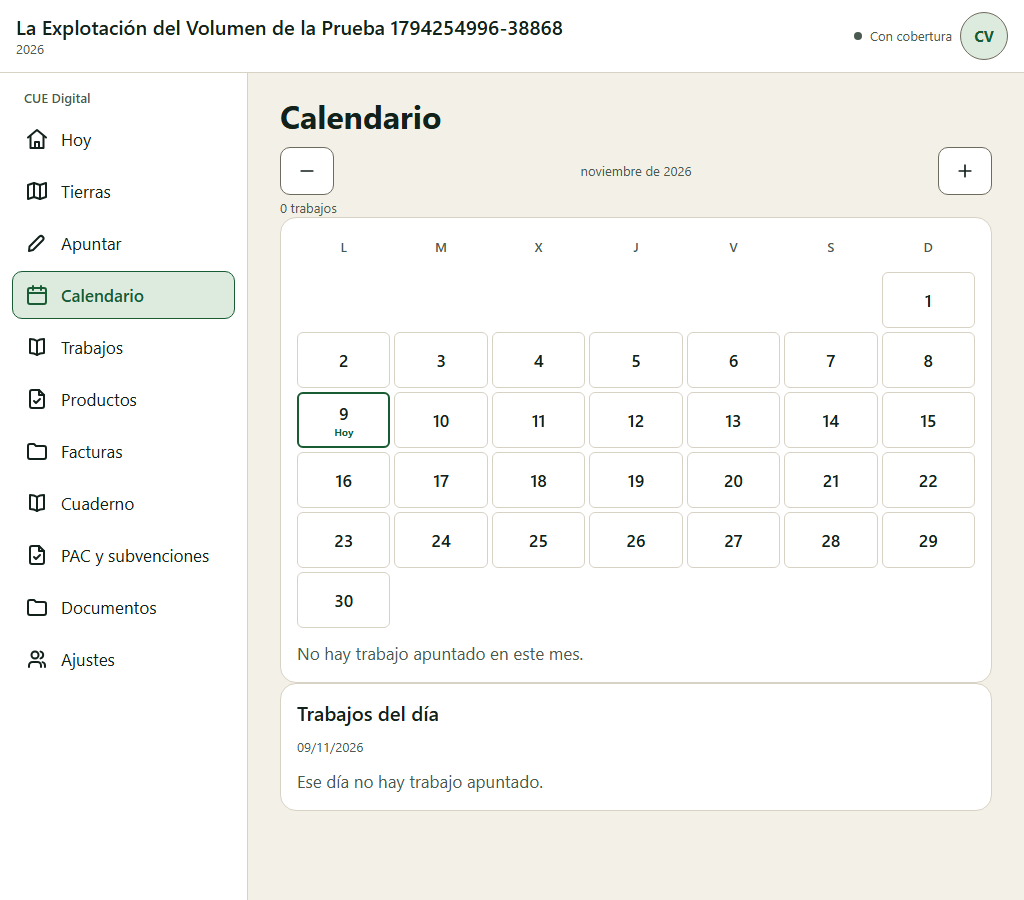 La Explotación del Volumen de la Prueba 1794254996-38868
2026
Con cobertura
CV
CUE Digital
Hoy
Tierras
Apuntar
Calendario
Trabajos
Productos
Facturas
Cuaderno
PAC y subvenciones
Documentos
Ajustes
Calendario
− noviembre de 2026 +
0 trabajos
L M X J V S D
1
2 3 4 5 6 7 8
9 10 11 12 13 14 15
Hoy
16 17 18 19 20 21 22
23 24 25 26 27 28 29
30
No hay trabajo apuntado en este mes.
Trabajos del día
09/11/2026
Ese día no hay trabajo apuntado.